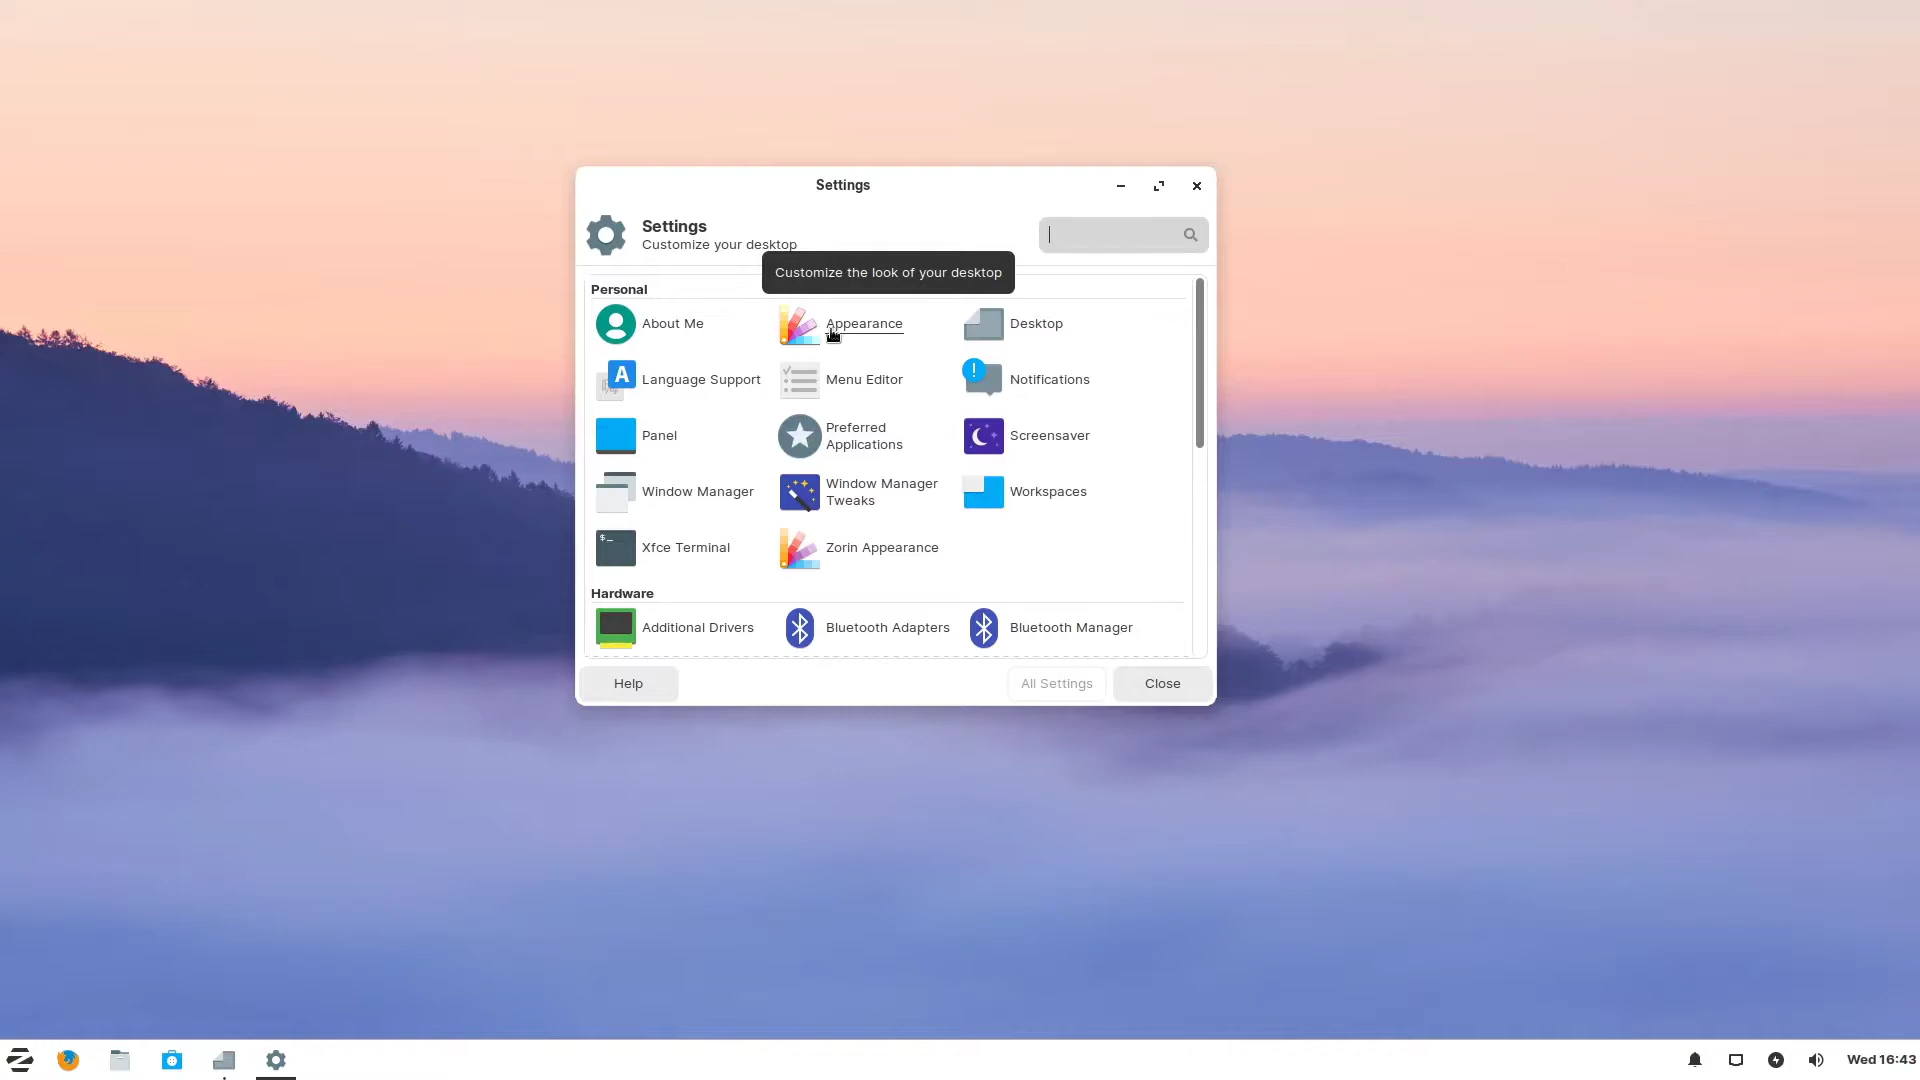 Settings
Settings
Customize your desktop
Customize the look of your desktop
Personal
About Me
Appearance
Desktop
A
Language Support
Menu Editor
!
Notifications
Panel
Preferred
Applications
Screensaver
Window Manager
Window Manager
Tweaks
Workspaces
$_
Xfce Terminal
Zorin Appearance
Hardware
Additional Drivers
Bluetooth Adapters
Bluetooth Manager
Help
All Settings
Close
Wed 16:43